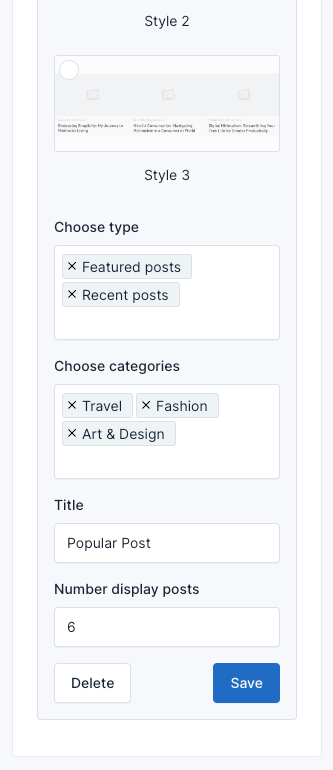 Style 2
Rediscovering Simplicity: My Journey to Minimalist Living
Mindful Consumerism: Navigating Minimalism in a Consumerist World
Digital Minimalism: Streamlining Your Tech Life for Greater Productivity
Style 3
Choose type
× Featured posts
× Recent posts
Choose categories
× Travel × Fashion
× Art & Design
Title
Popular Post
Number display posts
6
Delete Save